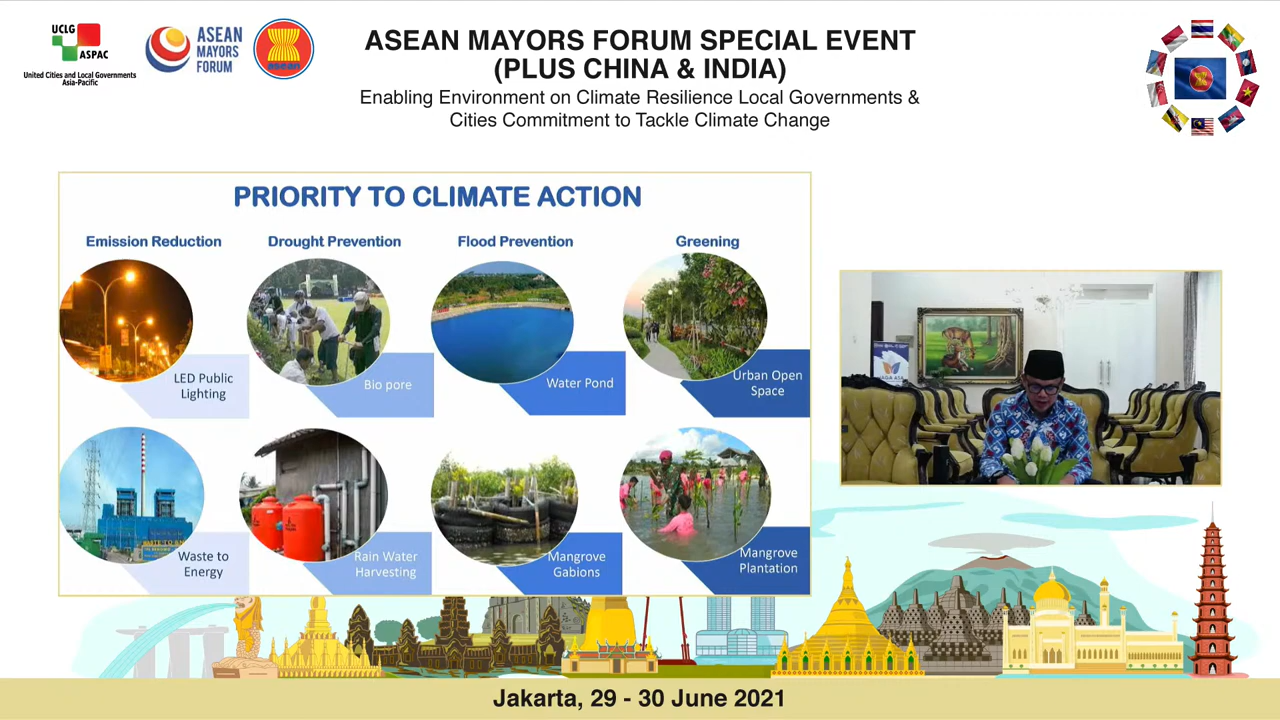 UCLG
ASPAC
United Cities and Local Governments
Asia-Pacific
ASEAN
MAYORS
FORUM
asean
ASEAN MAYORS FORUM SPECIAL EVENT
(PLUS CHINA & INDIA)
Enabling Environment on Climate Resilience Local Governments &
Cities Commitment to Tackle Climate Change
PRIORITY TO CLIMATE ACTION
Emission Reduction
Drought Prevention
Flood Prevention
Greening
LED Public
Lighting
Bio pore
Water Pond
Urban Open
Space
Waste to
Energy
Rain Water
Harvesting
Mangrove
Gabions
Mangrove
Plantation
Jakarta, 29 - 30 June 2021